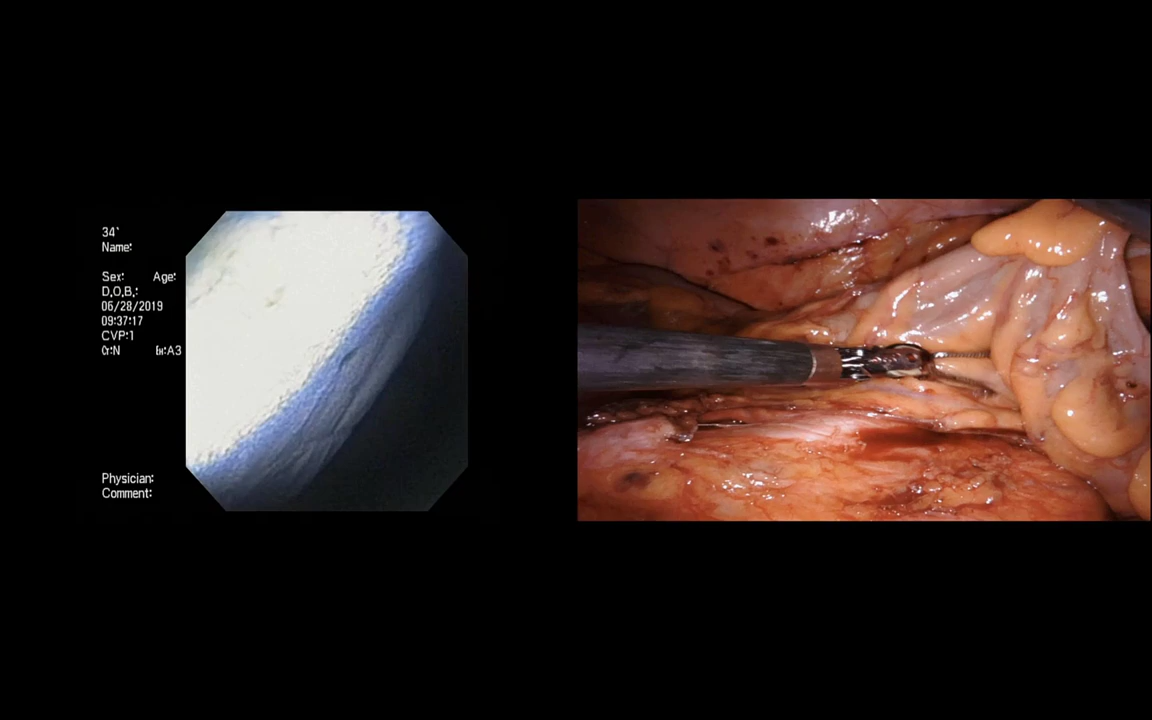 34`
Name:
Sex: Age:
D.O.B.:
06/28/2019
09:37:17
CVP:1
Physician:
Comment: